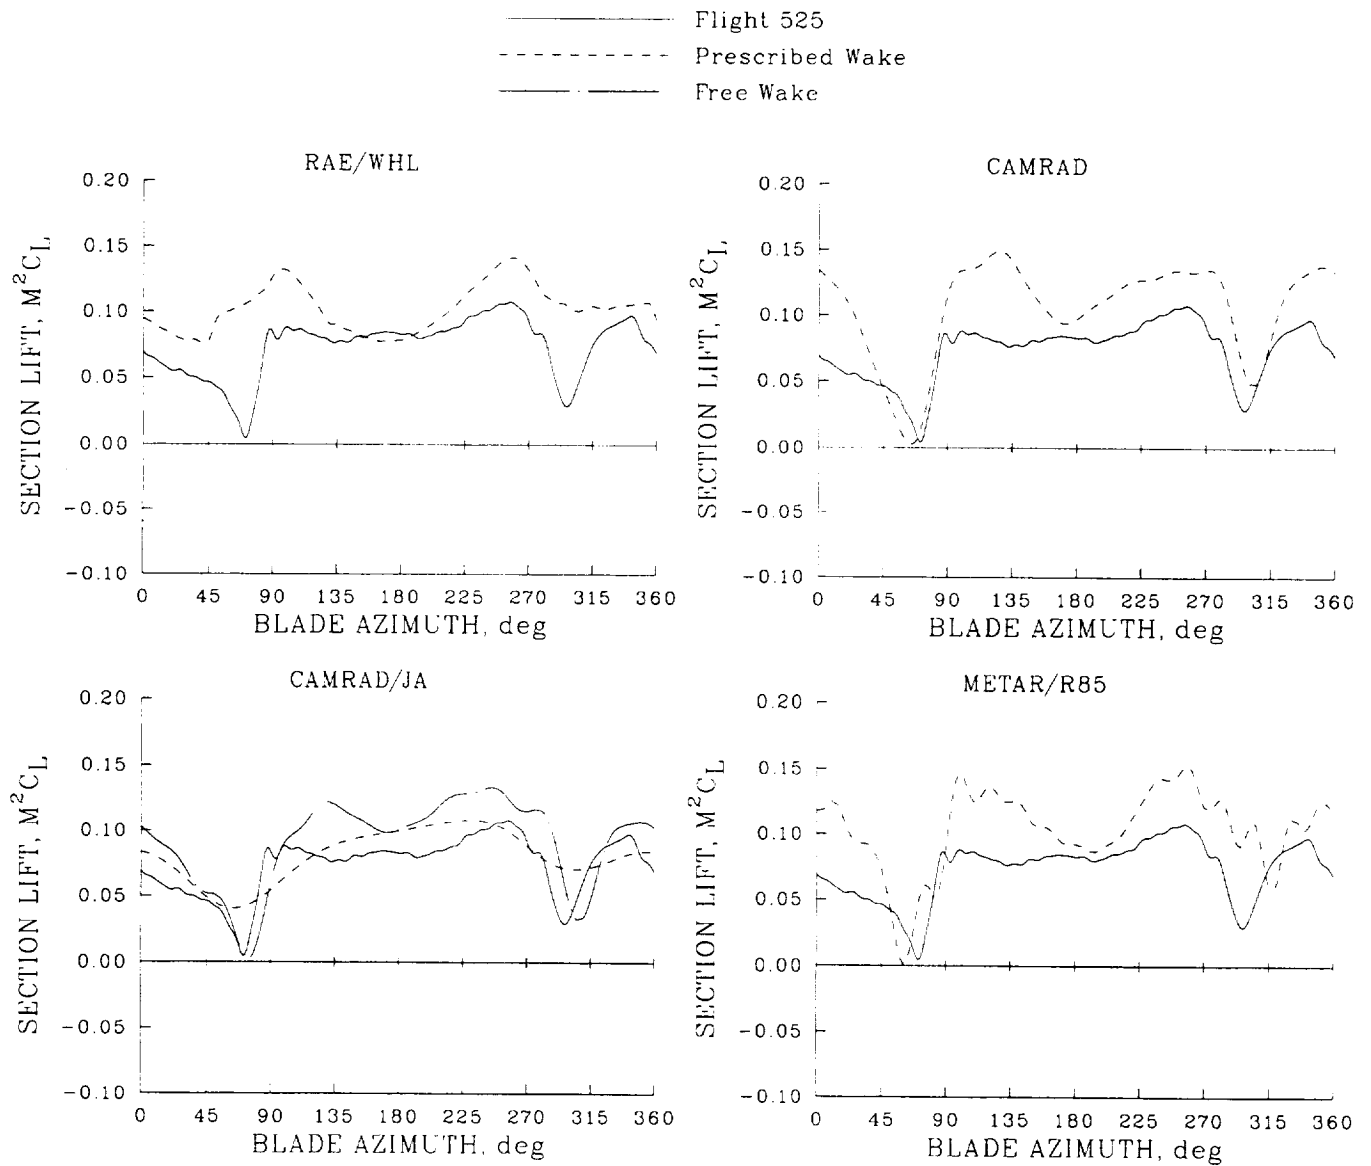 Flight 525
Prescribed Wake
Free Wake
RAE/WHL
0.20
0.15
0.10
0.05
0.00
-0.05
-0.10
SECTION LIFT, M²CL
0 45 90 135 180 225 270 315 360
BLADE AZIMUTH, deg
CAMRAD
0.20
0.15
0.10
0.05
0.00
-0.05
-0.10
SECTION LIFT, M²CL
0 45 90 135 180 225 270 315 360
BLADE AZIMUTH, deg
CAMRAD/JA
0.20
0.15
0.10
0.05
0.00
-0.05
-0.10
SECTION LIFT, M²CL
0 45 90 135 180 225 270 315 360
BLADE AZIMUTH, deg
METAR/R85
0.20
0.15
0.10
0.05
0.00
-0.05
-0.10
SECTION LIFT, M²CL
0 45 90 135 180 225 270 315 360
BLADE AZIMUTH, deg